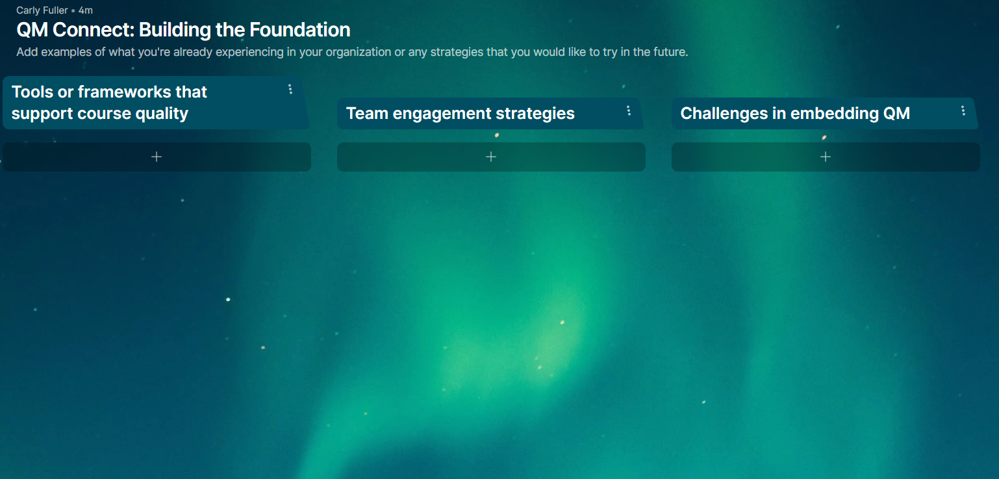 Carly Fuller • 4m
QM Connect: Building the Foundation
Add examples of what you're already experiencing in your organization or any strategies that you would like to try in the future.
Tools or frameworks that
support course quality
Team engagement strategies
Challenges in embedding QM